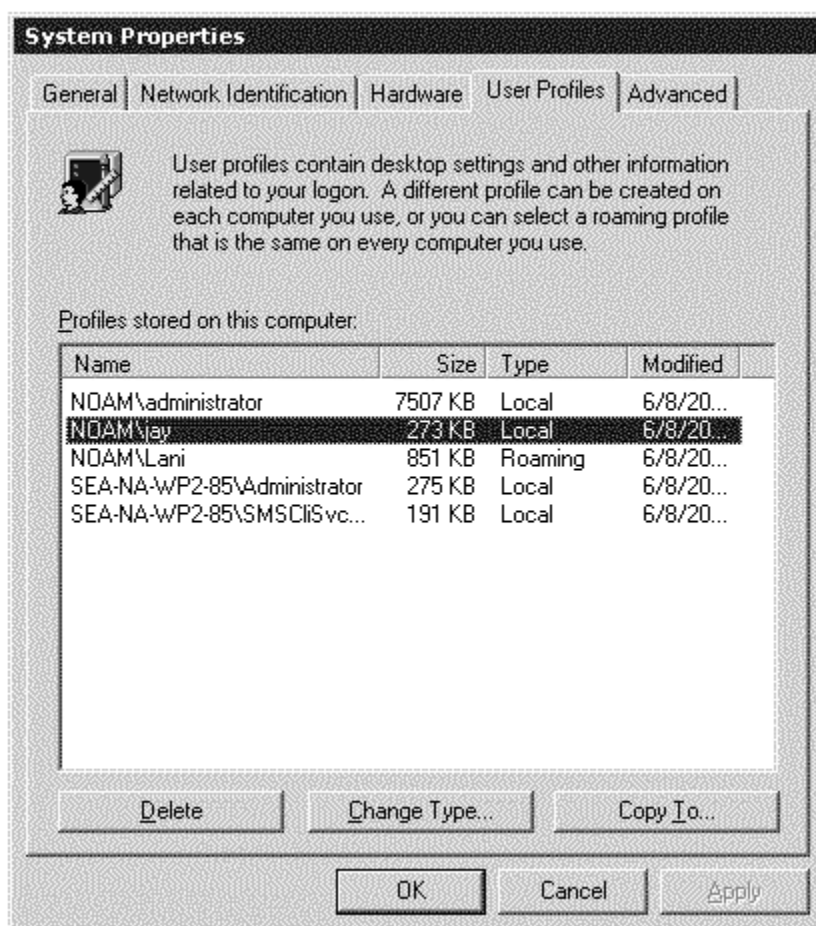 System Properties
General Network Identification Hardware User Profiles Advanced
User profiles contain desktop settings and other information
related to your logon. A different profile can be created on
each computer you use, or you can select a roaming profile
that is the same on every computer you use.
Profiles stored on this computer:
Name Size Type Modified
NOAM\administrator 7507 KB Local 6/8/20...
NOAM\jay 273 KB Local 6/8/20...
NOAM\Lani 851 KB Roaming 6/8/20...
SEA-NA-WP2-85\Administrator 275 KB Local 6/8/20...
SEA-NA-WP2-85\SMSCliSvc... 191 KB Local 6/8/20...
Delete Change Type... Copy To...
OK Cancel Apply